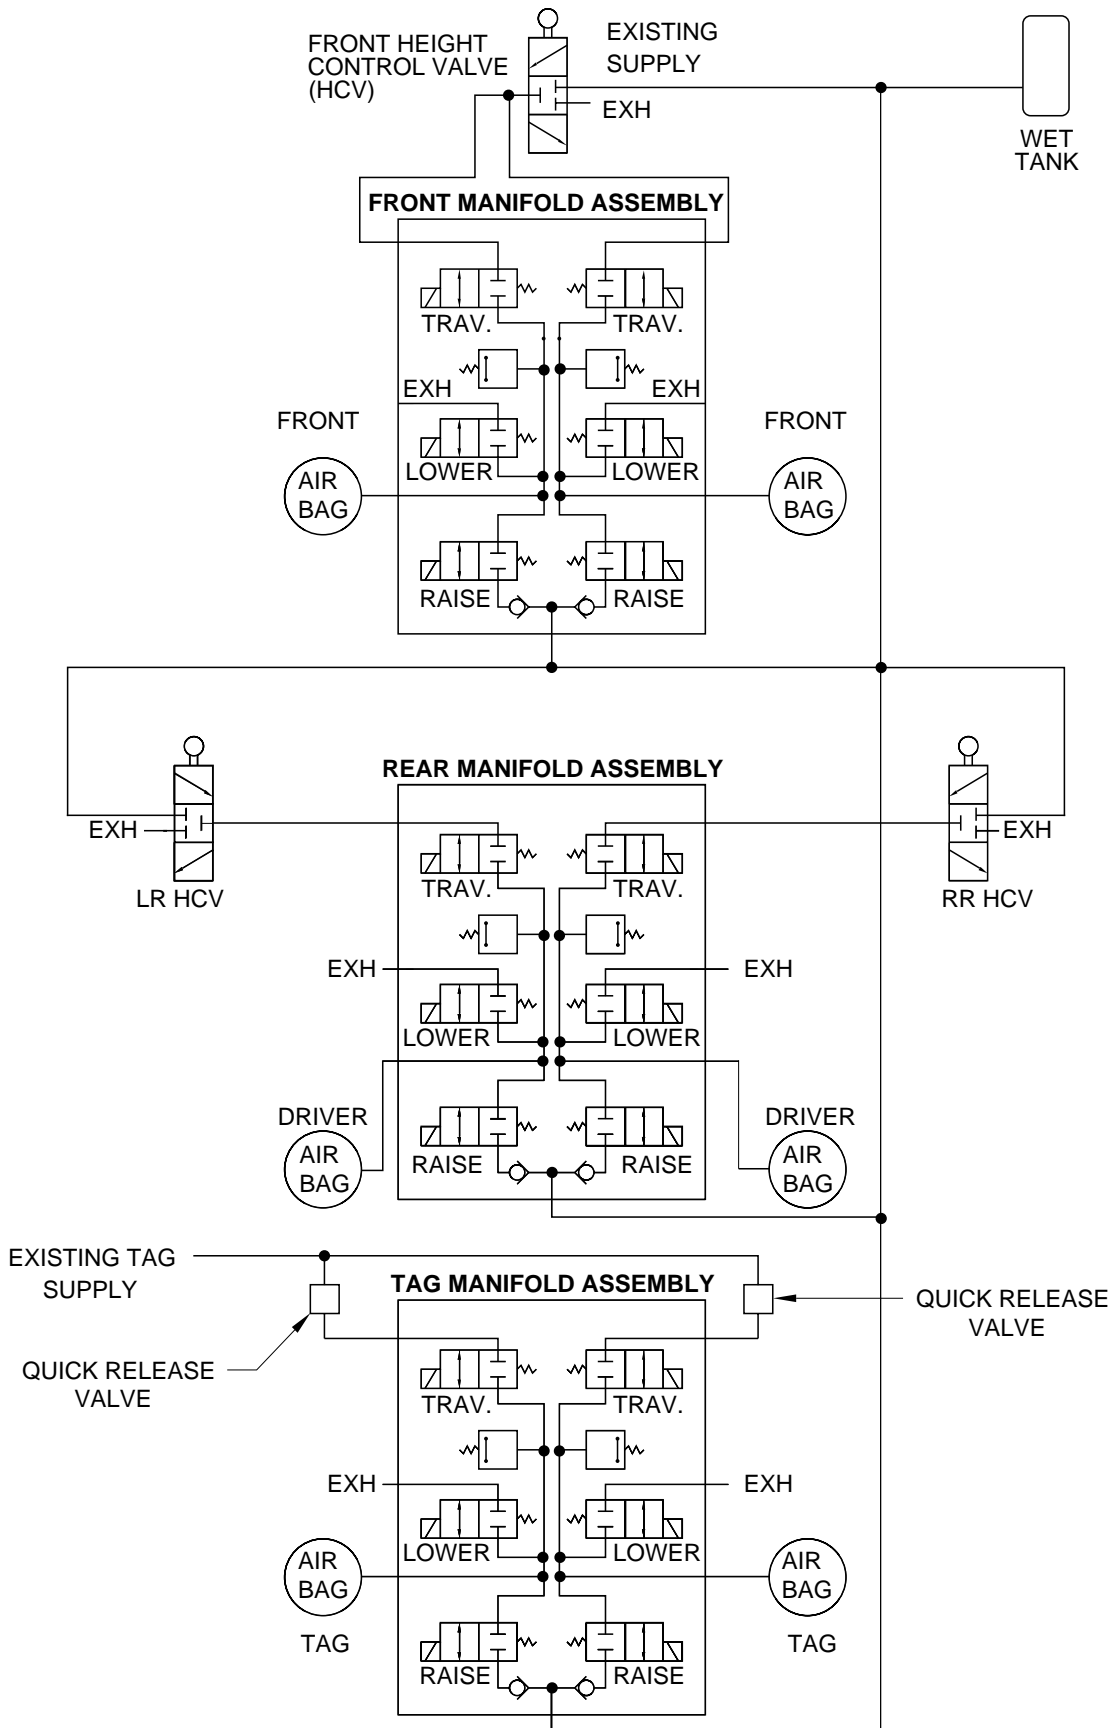 FRONT HEIGHT
CONTROL VALVE
(HCV)
EXISTING
SUPPLY
EXH
WET
TANK
FRONT MANIFOLD ASSEMBLY
TRAV.
TRAV.
EXH
EXH
FRONT
FRONT
LOWER
LOWER
AIR
BAG
AIR
BAG
RAISE
RAISE
REAR MANIFOLD ASSEMBLY
EXH
EXH
LR HCV
RR HCV
TRAV.
TRAV.
EXH
EXH
LOWER
LOWER
DRIVER
DRIVER
AIR
BAG
AIR
BAG
RAISE
RAISE
EXISTING TAG
SUPPLY
TAG MANIFOLD ASSEMBLY
QUICK RELEASE
VALVE
QUICK RELEASE
VALVE
TRAV.
TRAV.
EXH
EXH
LOWER
LOWER
AIR
BAG
AIR
BAG
TAG
TAG
RAISE
RAISE